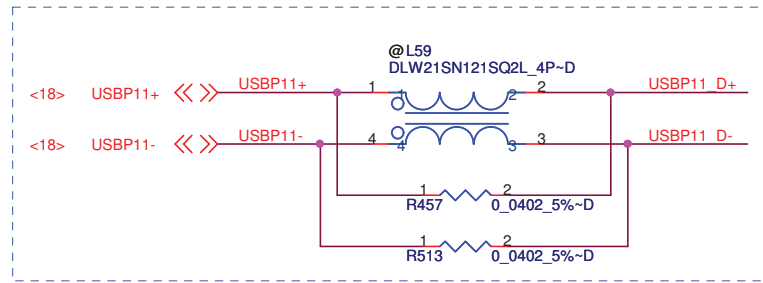 @ L59
DLW21SN121SQ2L_4P~D
<18> USBP11+ USBP11+ 1 1 2 2 USBP11_D+
<18> USBP11- USBP11- 4 4 3 3 USBP11_D-
1 2
R457 0_0402_5%~D
1 2
R513 0_0402_5%~D